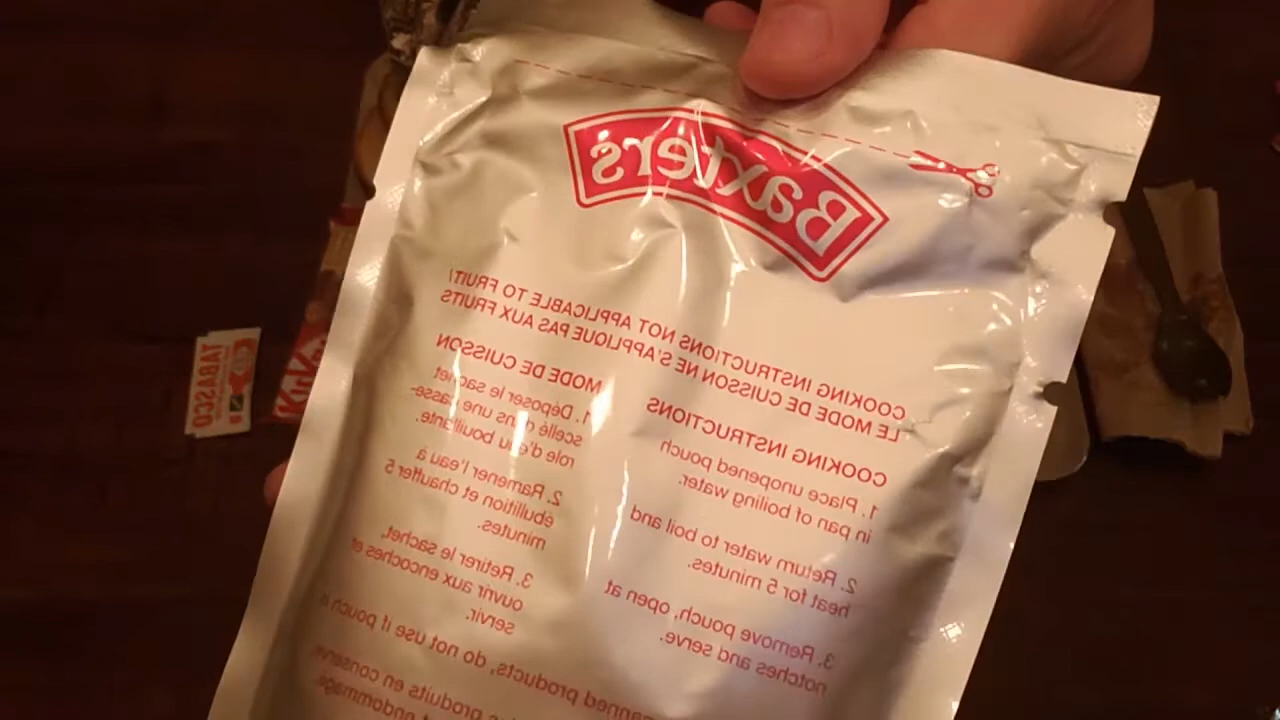 Baxters
COOKING INSTRUCTIONS NOT APPLICABLE TO FRUIT/
LE MODE DE CUISSON NE S'APPLIQUE PAS AUX FRUITS
COOKING INSTRUCTIONS
1. Place unopened pouch
in pan of boiling water.
2. Return water to boil and
heat for 5 minutes.
3. Remove pouch, open at
notches and serve.
MODE DE CUISSON
1. Déposer le sachet
scellé dans une casse-
role d'eau bouillante.
2. Ramener l'eau à
ébullition et chauffer 5
minutes.
3. Retirer le sachet,
ouvrir aux encoches et
servir.
canned products, do not use if pouch
produits en conserve
endommagé.
TABASCO